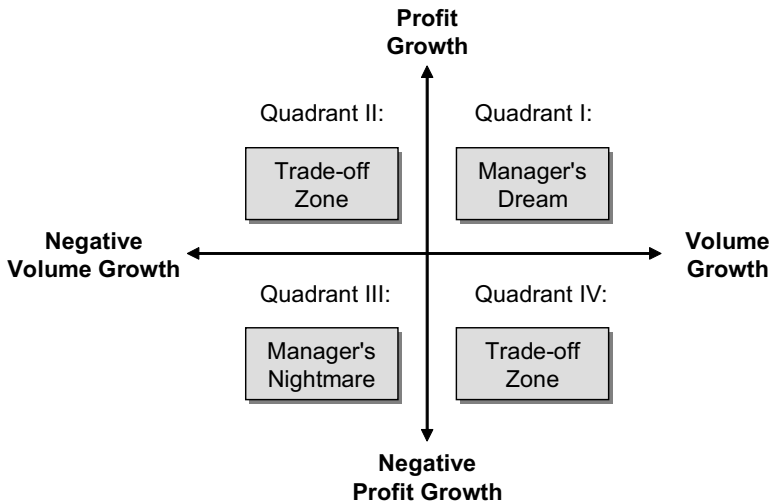 Profit
Growth
Quadrant II:
Quadrant I:
Trade-off
Zone
Manager's
Dream
Negative
Volume Growth
Volume
Growth
Quadrant III:
Quadrant IV:
Manager's
Nightmare
Trade-off
Zone
Negative
Profit Growth